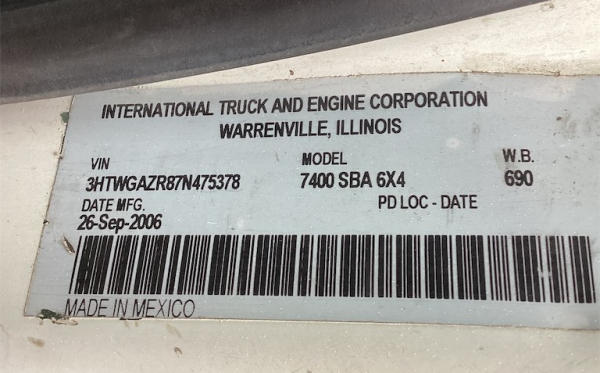 INTERNATIONAL TRUCK AND ENGINE CORPORATION
WARRENVILLE, ILLINOIS
VIN MODEL W.B.
3HTWGAZR87N475378 7400 SBA 6X4 690
DATE MFG. PD LOC - DATE
26-Sep-2006
MADE IN MEXICO